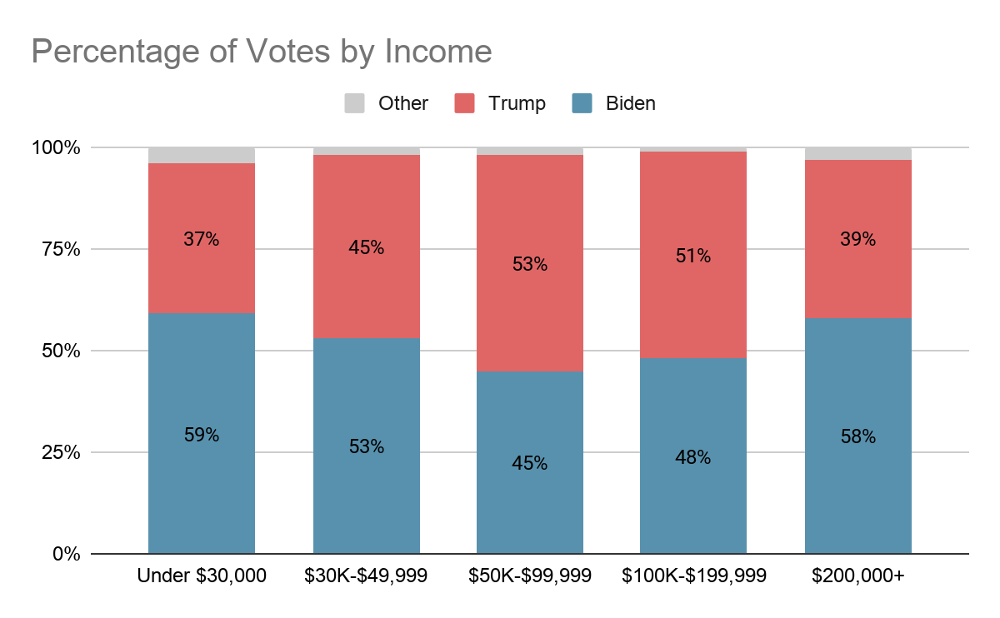 Percentage of Votes by Income
Other Trump Biden
100%
75%
50%
25%
0%
37% 45% 53% 51% 39%
59% 53% 45% 48% 58%
Under $30,000 $30K-$49,999 $50K-$99,999 $100K-$199,999 $200,000+